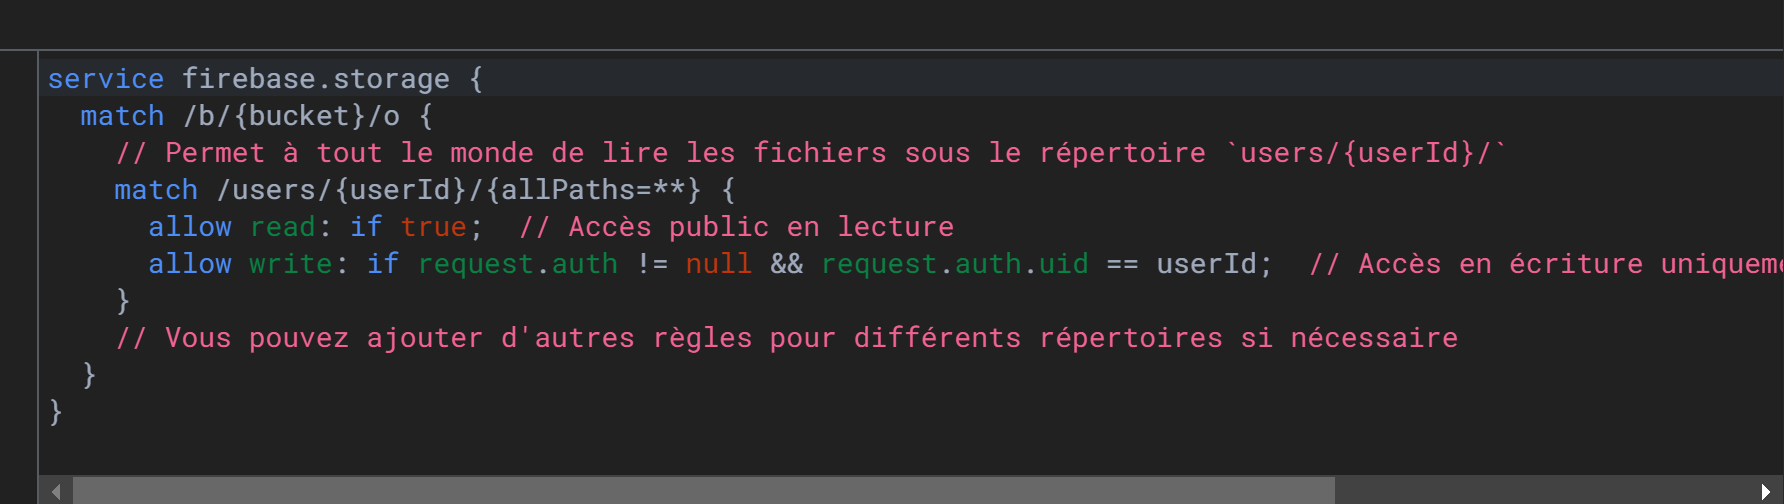 service firebase.storage {
  match /b/{bucket}/o {
    // Permet à tout le monde de lire les fichiers sous le répertoire `users/{userId}/`
    match /users/{userId}/{allPaths=**} {
      allow read: if true;  // Accès public en lecture
      allow write: if request.auth != null && request.auth.uid == userId;  // Accès en écriture
    }
    // Vous pouvez ajouter d'autres règles pour différents répertoires si nécessaire
  }
}